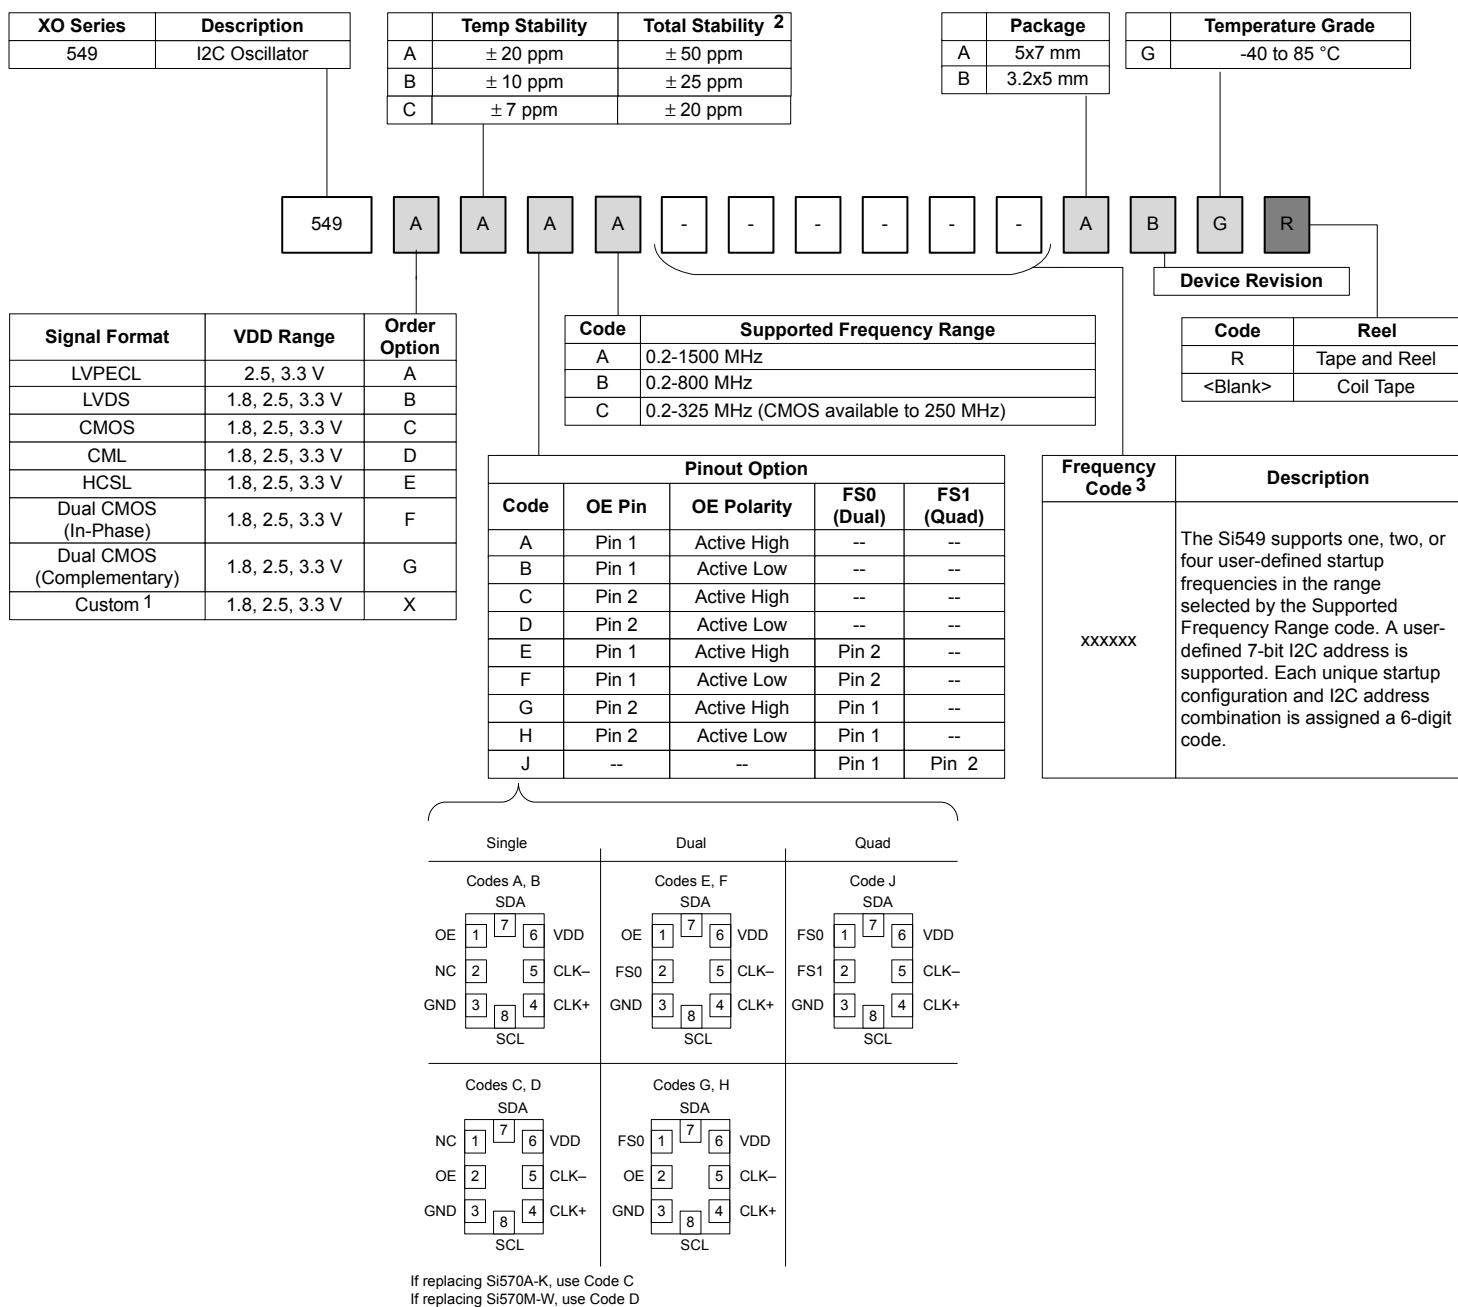 XO Series Description
549 I2C Oscillator
Temp Stability Total Stability 2
A ± 20 ppm ± 50 ppm
B ± 10 ppm ± 25 ppm
C ± 7 ppm ± 20 ppm
Package
A 5x7 mm
B 3.2x5 mm
Temperature Grade
G -40 to 85 °C
549 A A A A - - - - - - A B G R
Device Revision
Signal Format VDD Range Order Option
LVPECL 2.5, 3.3 V A
LVDS 1.8, 2.5, 3.3 V B
CMOS 1.8, 2.5, 3.3 V C
CML 1.8, 2.5, 3.3 V D
HCSL 1.8, 2.5, 3.3 V E
Dual CMOS (In-Phase) 1.8, 2.5, 3.3 V F
Dual CMOS (Complementary) 1.8, 2.5, 3.3 V G
Custom 1 1.8, 2.5, 3.3 V X
Code Supported Frequency Range
A 0.2-1500 MHz
B 0.2-800 MHz
C 0.2-325 MHz (CMOS available to 250 MHz)
Code Reel
R Tape and Reel
<Blank> Coil Tape
Pinout Option
Code OE Pin OE Polarity FS0 (Dual) FS1 (Quad)
A Pin 1 Active High -- --
B Pin 1 Active Low -- --
C Pin 2 Active High -- --
D Pin 2 Active Low -- --
E Pin 1 Active High Pin 2 --
F Pin 1 Active Low Pin 2 --
G Pin 2 Active High Pin 1 --
H Pin 2 Active Low Pin 1 --
J -- -- Pin 1 Pin 2
Frequency Code 3 Description
xxxxxx
The Si549 supports one, two, or
four user-defined startup
frequencies in the range
selected by the Supported
Frequency Range code. A user-
defined 7-bit I2C address is
supported. Each unique startup
configuration and I2C address
combination is assigned a 6-digit
code.
Single Dual Quad
Codes A, B
SDA
OE 1 7 6 VDD
NC 2 5 CLK–
GND 3 8 4 CLK+
SCL
Codes E, F
SDA
OE 1 7 6 VDD
FS0 2 5 CLK–
GND 3 8 4 CLK+
SCL
Code J
SDA
FS0 1 7 6 VDD
FS1 2 5 CLK–
GND 3 8 4 CLK+
SCL
Codes C, D
SDA
NC 1 7 6 VDD
OE 2 5 CLK–
GND 3 8 4 CLK+
SCL
Codes G, H
SDA
FS0 1 7 6 VDD
OE 2 5 CLK–
GND 3 8 4 CLK+
SCL
If replacing Si570A-K, use Code C
If replacing Si570M-W, use Code D